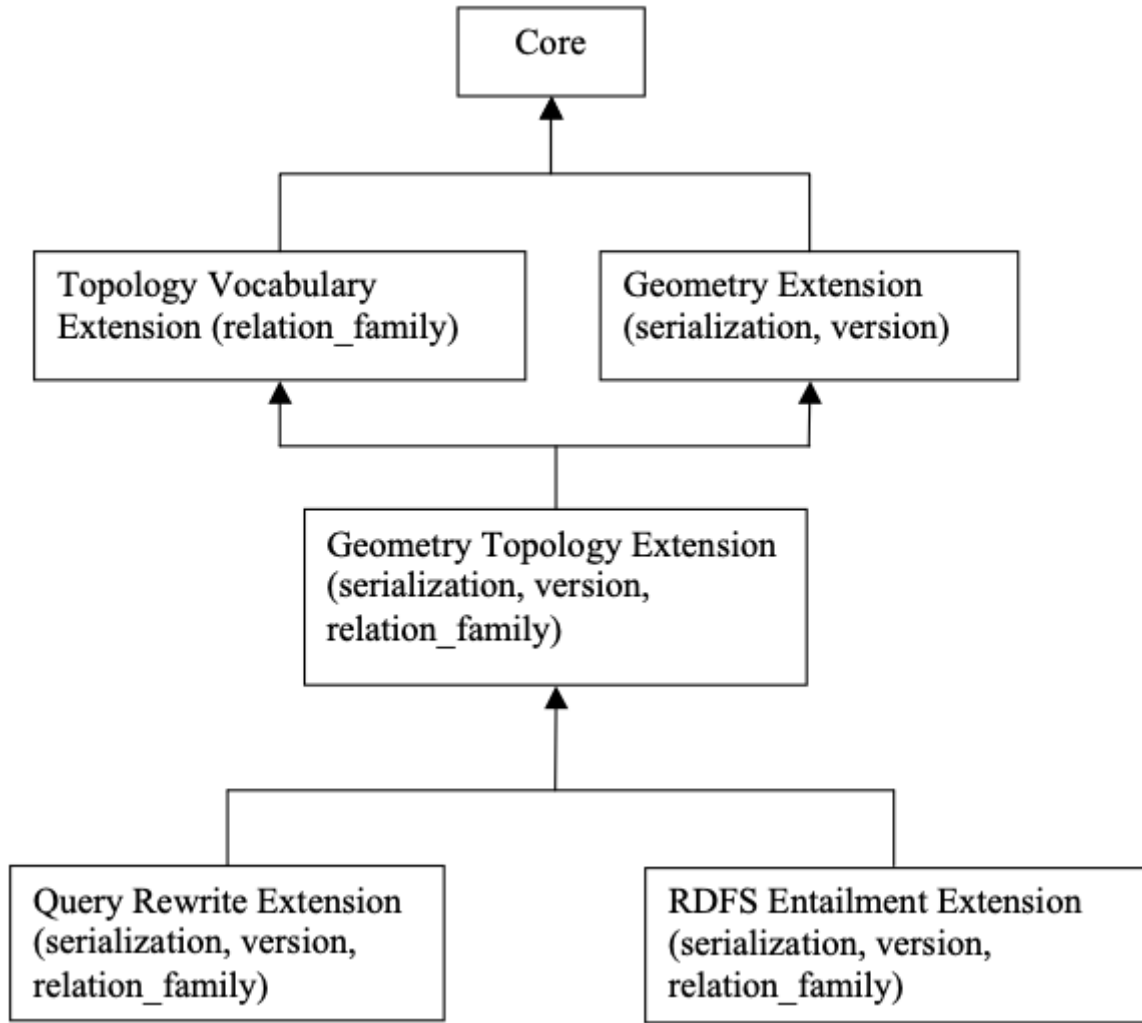 Core
Topology Vocabulary
Extension (relation_family)
Geometry Extension
(serialization, version)
Geometry Topology Extension
(serialization, version,
relation_family)
Query Rewrite Extension
(serialization, version,
relation_family)
RDFS Entailment Extension
(serialization, version,
relation_family)